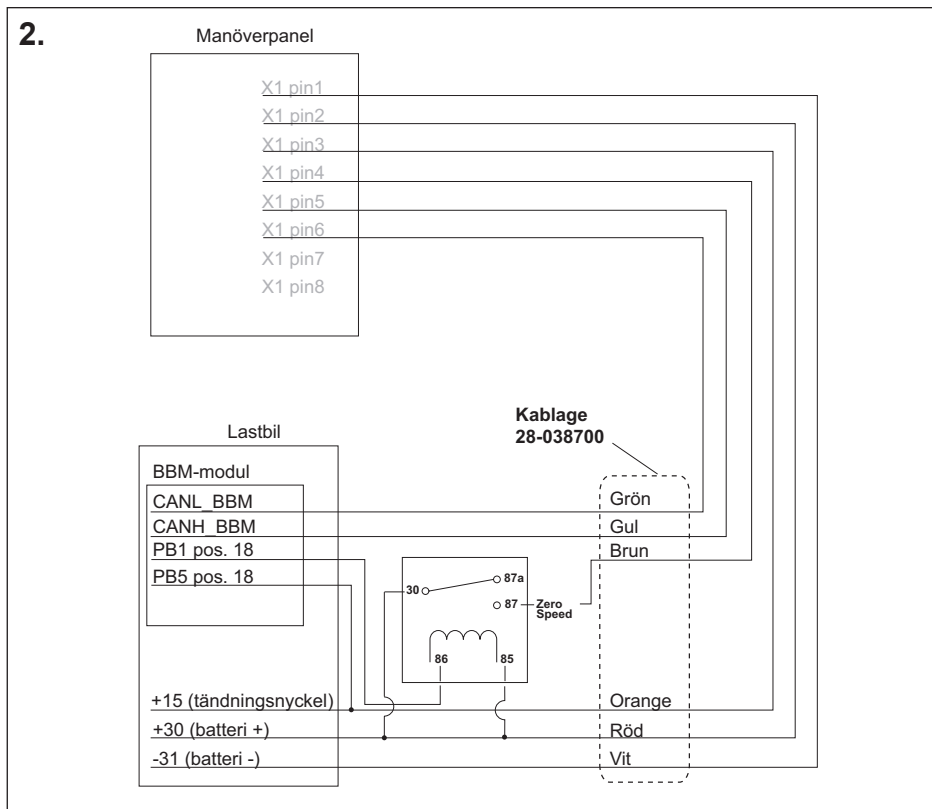 2.
Manöverpanel
X1 pin1
X1 pin2
X1 pin3
X1 pin4
X1 pin5
X1 pin6
X1 pin7
X1 pin8
Kablage
28-038700
Lastbil
BBM-modul
CANL_BBM
CANH_BBM
PB1 pos. 18
PB5 pos. 18
Grön
Gul
Brun
30
87a
87
Zero
Speed
86
85
+15 (tändningsnyckel)
Orange
+30 (batteri +)
Röd
-31 (batteri -)
Vit